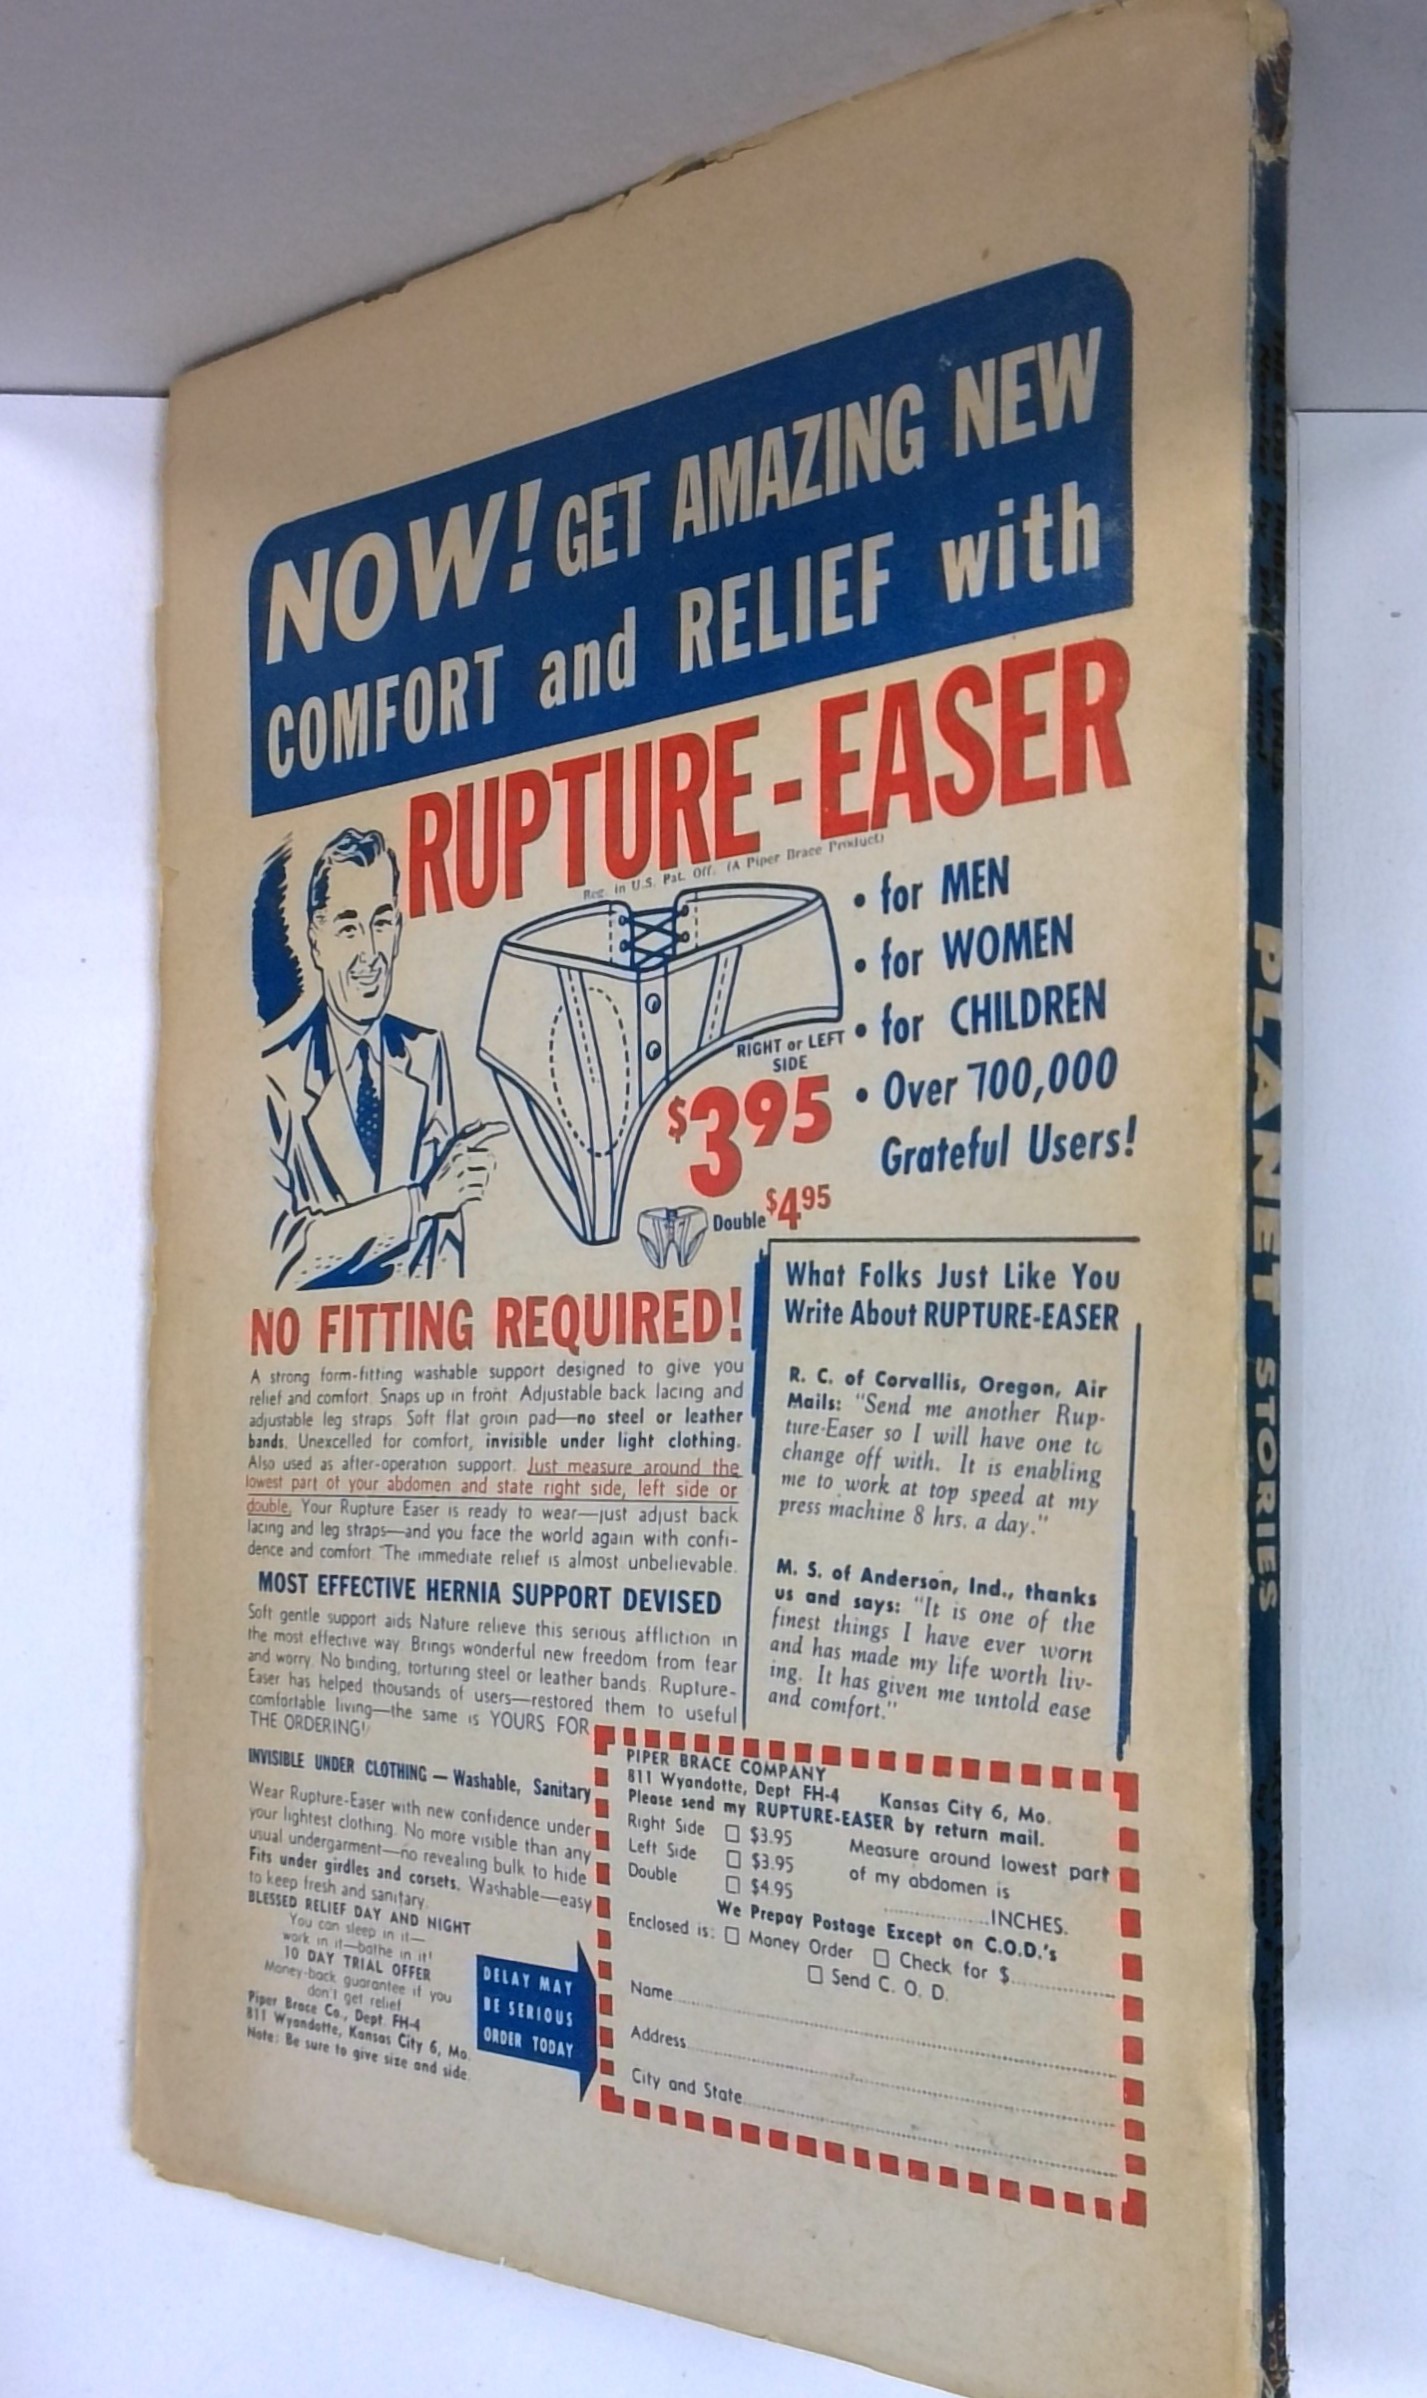 NOW! GET AMAZING NEW
COMFORT and RELIEF with
RUPTURE-EASER
Reg. in U.S. Pat. Off. (A Piper Brace Product)
• for MEN
• for WOMEN
• for CHILDREN
• Over 700,000
Grateful Users!
RIGHT or LEFT
SIDE
$3 95
Double $4 95
NO FITTING REQUIRED!
A strong form-fitting washable support designed to give you
relief and comfort. Snaps up in front. Adjustable back lacing and
adjustable leg straps. Soft flat groin pad—no steel or leather
bands. Unexcelled for comfort, invisible under light clothing.
Also used as after-operation support. Just measure around the
lowest part of your abdomen and state right side, left side or
double. Your Rupture Easer is ready to wear—just adjust back
lacing and leg straps—and you face the world again with confi-
dence and comfort. The immediate relief is almost unbelievable.
MOST EFFECTIVE HERNIA SUPPORT DEVISED
Soft gentle support aids Nature relieve this serious affliction in
the most effective way. Brings wonderful new freedom from fear
and worry. No binding, torturing steel or leather bands. Rupture-
Easer has helped thousands of users—restored them to useful
comfortable living—the same is YOURS FOR
THE ORDERING!
INVISIBLE UNDER CLOTHING — Washable, Sanitary
Wear Rupture-Easer with new confidence under
your lightest clothing. No more visible than any
usual undergarment—no revealing bulk to hide
Fits under girdles and corsets. Washable—easy
to keep fresh and sanitary.
BLESSED RELIEF DAY AND NIGHT
You can sleep in it—
work in it—bathe in it!
10 DAY TRIAL OFFER
Money-back guarantee if you
don't get relief
Piper Brace Co., Dept. FH-4
811 Wyandotte, Kansas City 6, Mo.
Note: Be sure to give size and side.
DELAY MAY
BE SERIOUS
ORDER TODAY
What Folks Just Like You
Write About RUPTURE-EASER
R. C. of Corvallis, Oregon, Air
Mails: "Send me another Rup-
ture-Easer so I will have one to
change off with. It is enabling
me to work at top speed at my
press machine 8 hrs. a day."
M. S. of Anderson, Ind., thanks
us and says: "It is one of the
finest things I have ever worn
and has made my life worth liv-
ing. It has given me untold ease
and comfort."
PIPER BRACE COMPANY
811 Wyandotte, Dept FH-4 Kansas City 6, Mo.
Please send my RUPTURE-EASER by return mail.
Right Side □ $3.95
Left Side □ $3.95
Double □ $4.95
Measure around lowest part
of my abdomen is
..................INCHES.
We Prepay Postage Except on C.O.D.'s
Enclosed is: □ Money Order □ Check for $..................
□ Send C. O. D.
Name
Address
City and State
PLANET STORIES